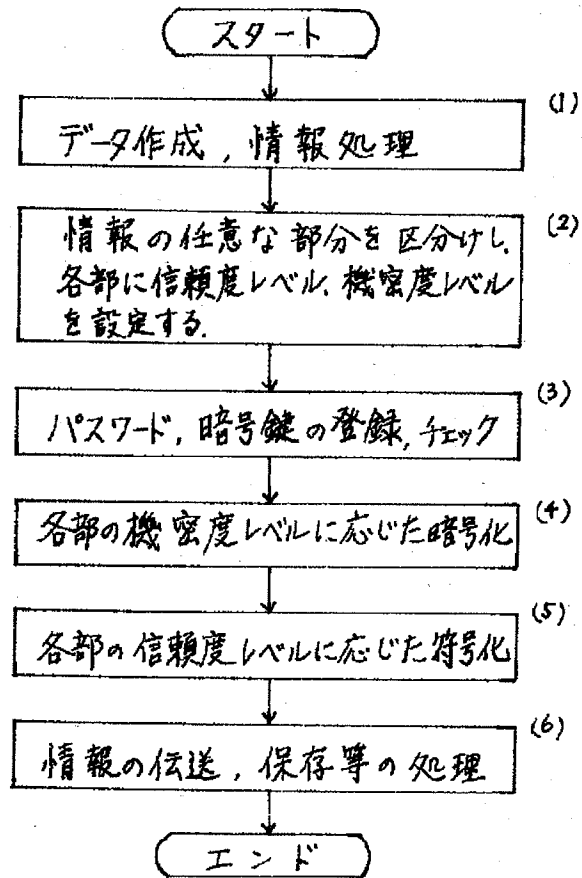 スタート
(1)
データ作成,情報処理
(2)
情報の任意な部分を区分けし、
各部に信頼度レベル、機密度レベル
を設定する.
(3)
パスワード,暗号鍵の登録,チェック
(4)
各部の機密度レベルに応じた暗号化
(5)
各部の信頼度レベルに応じた符号化
(6)
情報の伝送,保存等の処理
エンド